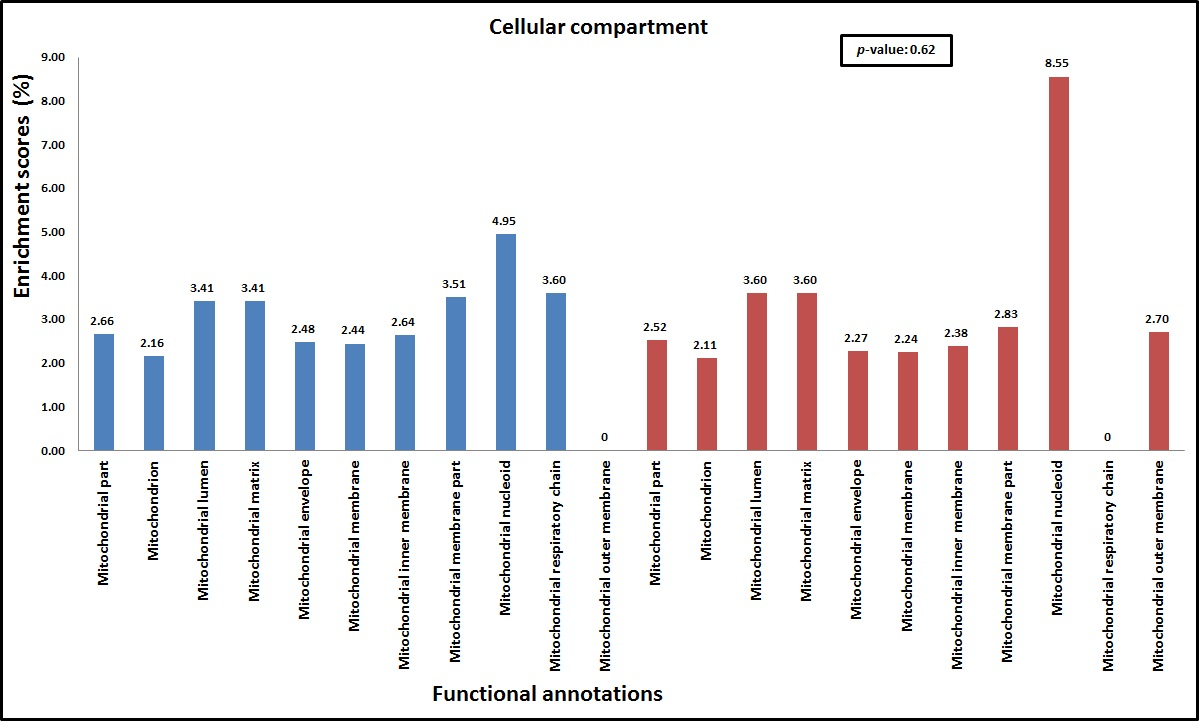 Cellular compartment
p-value: 0.62
Enrichment scores (%)
9.00
8.00
7.00
6.00
5.00
4.00
3.00
2.00
1.00
0.00
2.66
2.16
3.41
3.41
2.48
2.44
2.64
3.51
4.95
3.60
0
2.52
2.11
3.60
3.60
2.27
2.24
2.38
2.83
8.55
0
2.70
Mitochondrial part
Mitochondrion
Mitochondrial lumen
Mitochondrial matrix
Mitochondrial envelope
Mitochondrial membrane
Mitochondrial inner membrane
Mitochondrial membrane part
Mitochondrial nucleoid
Mitochondrial respiratory chain
Mitochondrial outer membrane
Mitochondrial part
Mitochondrion
Mitochondrial lumen
Mitochondrial matrix
Mitochondrial envelope
Mitochondrial membrane
Mitochondrial inner membrane
Mitochondrial membrane part
Mitochondrial nucleoid
Mitochondrial respiratory chain
Mitochondrial outer membrane
Functional annotations